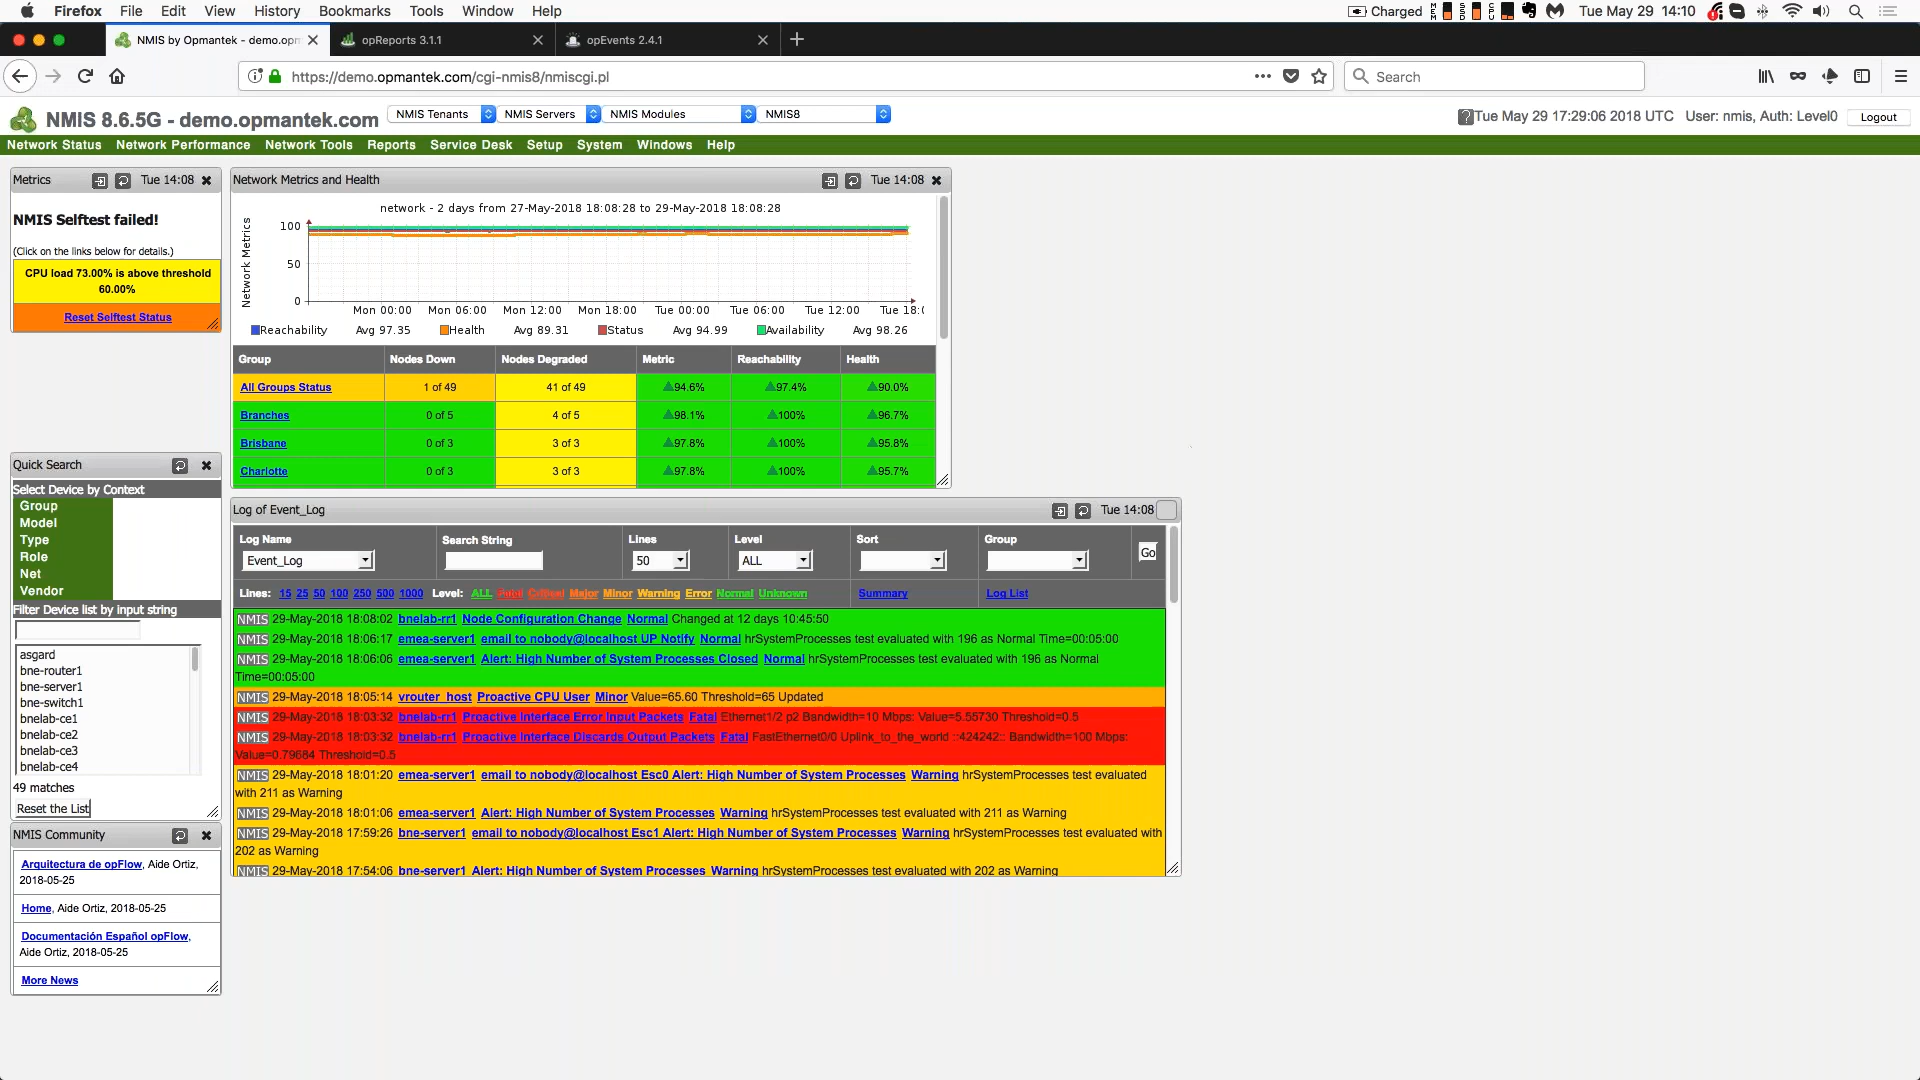 Firefox File Edit View History Bookmarks Tools Window Help
Charged MEM SSD CPU Tue May 29 14:10
NMIS by Opmantek - demo.opm
opReports 3.1.1
opEvents 2.4.1
https://demo.opmantek.com/cgi-nmis8/nmiscgi.pl
Search
NMIS 8.6.5G - demo.opmantek.com
NMIS Tenants NMIS Servers NMIS Modules NMIS8
?Tue May 29 17:29:06 2018 UTC User: nmis, Auth: Level0 Logout
Network Status Network Performance Network Tools Reports Service Desk Setup System Windows Help
Metrics Tue 14:08
NMIS Selftest failed!
(Click on the links below for details.)
CPU load 73.00% is above threshold
60.00%
Reset Selftest Status
Network Metrics and Health Tue 14:08
network - 2 days from 27-May-2018 18:08:28 to 29-May-2018 18:08:28
Network Metrics
100
50
0
Mon 00:00 Mon 06:00 Mon 12:00 Mon 18:00 Tue 00:00 Tue 06:00 Tue 12:00 Tue 18:
Reachability Avg 97.35 Health Avg 89.31 Status Avg 94.99 Availability Avg 98.26
Group Nodes Down Nodes Degraded Metric Reachability Health
All Groups Status 1 of 49 41 of 49 94.6% 97.4% 90.0%
Branches 0 of 5 4 of 5 98.1% 100% 96.7%
Brisbane 0 of 3 3 of 3 97.8% 100% 95.8%
Charlotte 0 of 3 3 of 3 97.8% 100% 95.7%
Quick Search
Select Device by Context
Group
Model
Type
Role
Net
Vendor
Filter Device list by input string
asgard
bne-router1
bne-server1
bne-switch1
bnelab-ce1
bnelab-ce2
bnelab-ce3
bnelab-ce4
49 matches
Reset the List
NMIS Community
Arquitectura de opFlow, Aide Ortiz,
2018-05-25
Home, Aide Ortiz, 2018-05-25
Documentación Español opFlow,
Aide Ortiz, 2018-05-25
More News
Log of Event_Log Tue 14:08
Log Name Search String Lines Level Sort Group
Event_Log 50 ALL Go
Lines: 15 25 50 100 250 500 1000 Level: ALL Fatal Critical Major Minor Warning Error Normal Unknown Summary Log List
NMIS 29-May-2018 18:08:02 bnelab-rr1 Node Configuration Change Normal Changed at 12 days 10:45:50
NMIS 29-May-2018 18:06:17 emea-server1 email to nobody@localhost UP Notify Normal hrSystemProcesses test evaluated with 196 as Normal Time=00:05:00
NMIS 29-May-2018 18:06:06 emea-server1 Alert: High Number of System Processes Closed Normal hrSystemProcesses test evaluated with 196 as Normal
Time=00:05:00
NMIS 29-May-2018 18:05:14 vrouter_host Proactive CPU User Minor Value=65.60 Threshold=65 Updated
NMIS 29-May-2018 18:03:32 bnelab-rr1 Proactive Interface Error Input Packets Fatal Ethernet1/2 p2 Bandwidth=10 Mbps: Value=5.55730 Threshold=0.5
NMIS 29-May-2018 18:03:32 bnelab-rr1 Proactive Interface Discards Output Packets Fatal FastEthernet0/0 Uplink_to_the_world ::424242:: Bandwidth=100 Mbps:
Value=0.79684 Threshold=0.5
NMIS 29-May-2018 18:01:20 emea-server1 email to nobody@localhost Esc0 Alert: High Number of System Processes Warning hrSystemProcesses test evaluated
with 211 as Warning
NMIS 29-May-2018 18:01:06 emea-server1 Alert: High Number of System Processes Warning hrSystemProcesses test evaluated with 211 as Warning
NMIS 29-May-2018 17:59:26 bne-server1 email to nobody@localhost Esc1 Alert: High Number of System Processes Warning hrSystemProcesses test evaluated with
202 as Warning
NMIS 29-May-2018 17:54:06 bne-server1 Alert: High Number of System Processes Warning hrSystemProcesses test evaluated with 202 as Warning